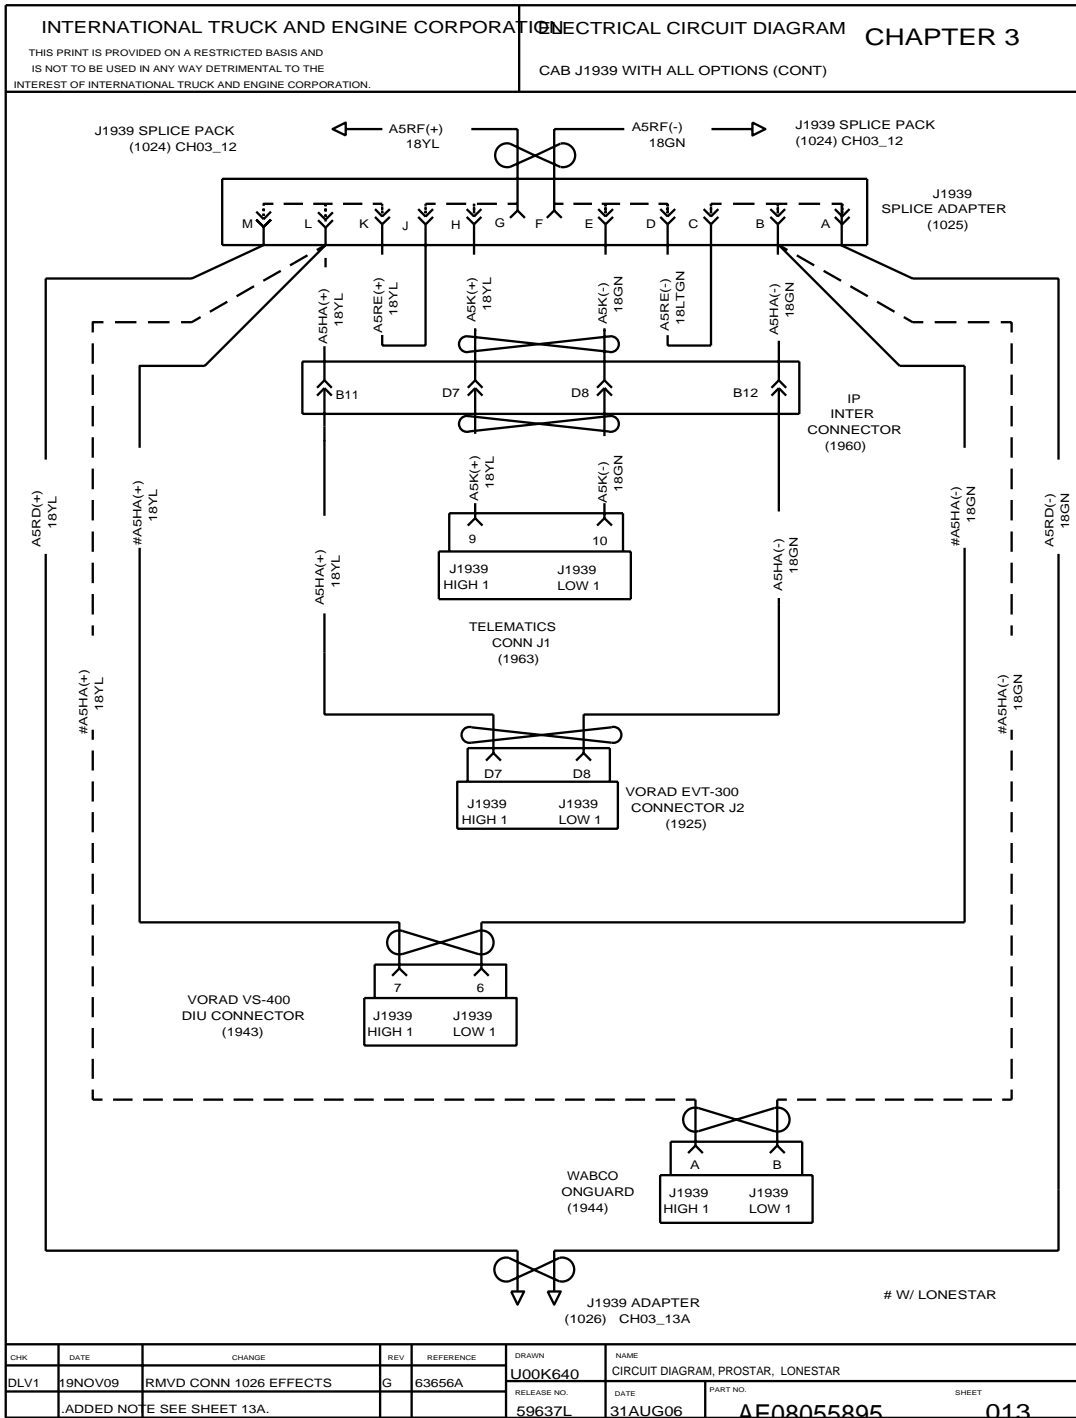 INTERNATIONAL TRUCK AND ENGINE CORPORATION
THIS PRINT IS PROVIDED ON A RESTRICTED BASIS AND
IS NOT TO BE USED IN ANY WAY DETRIMENTAL TO THE
INTEREST OF INTERNATIONAL TRUCK AND ENGINE CORPORATION.
ELECTRICAL CIRCUIT DIAGRAM
CHAPTER 3
CAB J1939 WITH ALL OPTIONS (CONT)
J1939 SPLICE PACK
(1024) CH03_12
A5RF(+)
18YL
A5RF(-)
18GN
J1939 SPLICE PACK
(1024) CH03_12
J1939
SPLICE ADAPTER
(1025)
M L K J H G F E D C B A
A5HA(+)
18YL
A5RE(+)
18YL
A5K(+)
18YL
A5K(-)
18GN
A5RE(-)
18LTGN
A5HA(-)
18GN
B11 D7 D8 B12
IP
INTER
CONNECTOR
(1960)
A5RD(+)
18YL
#A5HA(+)
18YL
A5K(+)
18YL
A5K(-)
18GN
#A5HA(-)
18GN
A5RD(-)
18GN
9 10
J1939
HIGH 1
J1939
LOW 1
A5HA(+)
18YL
A5HA(-)
18GN
TELEMATICS
CONN J1
(1963)
#A5HA(+)
18YL
#A5HA(-)
18GN
D7 D8
J1939
HIGH 1
J1939
LOW 1
VORAD EVT-300
CONNECTOR J2
(1925)
7 6
J1939
HIGH 1
J1939
LOW 1
VORAD VS-400
DIU CONNECTOR
(1943)
A B
J1939
HIGH 1
J1939
LOW 1
WABCO
ONGUARD
(1944)
J1939 ADAPTER
(1026) CH03_13A
# W/ LONESTAR
CHK DATE CHANGE REV REFERENCE
DLV1 19NOV09 RMVD CONN 1026 EFFECTS G 63656A
.ADDED NOTE SEE SHEET 13A.
DRAWN
U00K640
NAME
CIRCUIT DIAGRAM, PROSTAR, LONESTAR
RELEASE NO.
59637L
DATE
31AUG06
PART NO.
AE08055895
SHEET
013